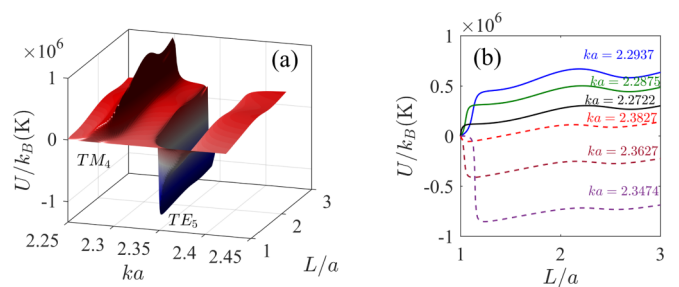 ×10⁶
(a)
1
0
-1
U/k_B(K)
TM₄
TE₅
2.25
2.3
2.35
2.4
2.45
ka
1
2
3
L/a
×10⁶
(b)
1
0.5
0
-0.5
-1
U/k_B(K)
ka = 2.2937
ka = 2.2875
ka = 2.2722
ka = 2.3827
ka = 2.3627
ka = 2.3474
1
2
3
L/a